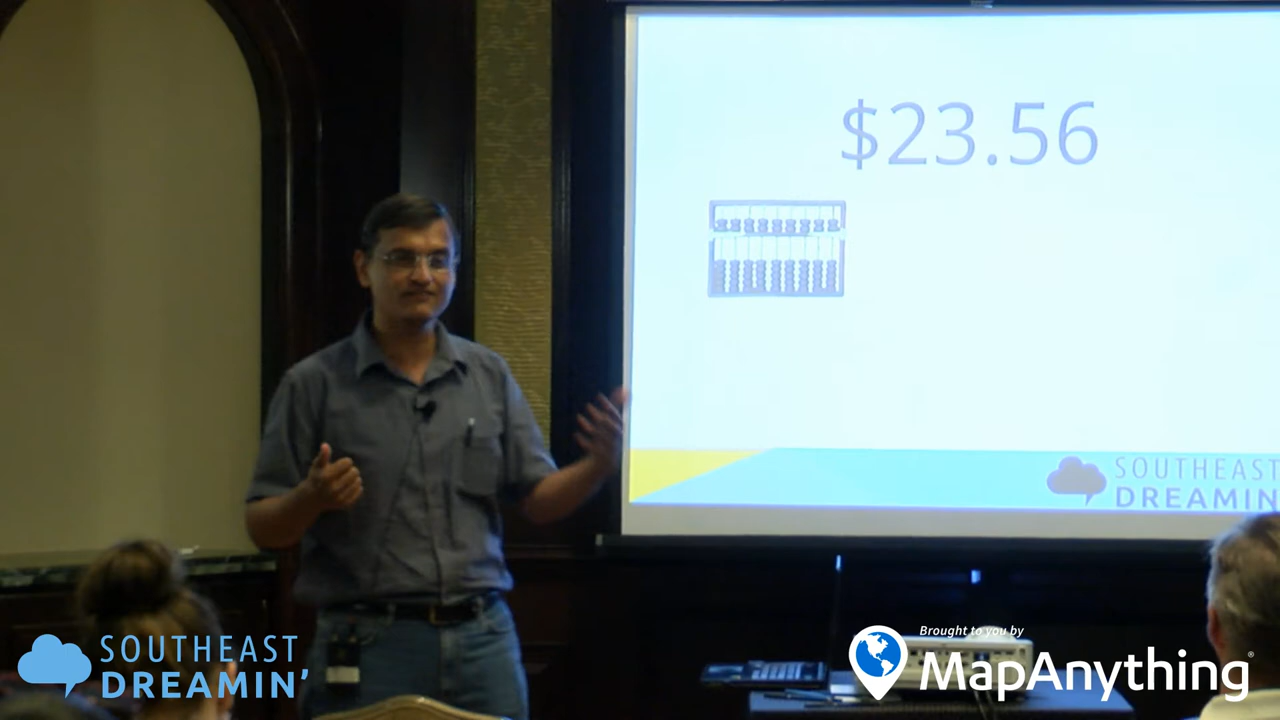 $23.56
SOUTHEAST
DREAMIN
SOUTHEAST
DREAMIN'
Brought to you by
MapAnything®